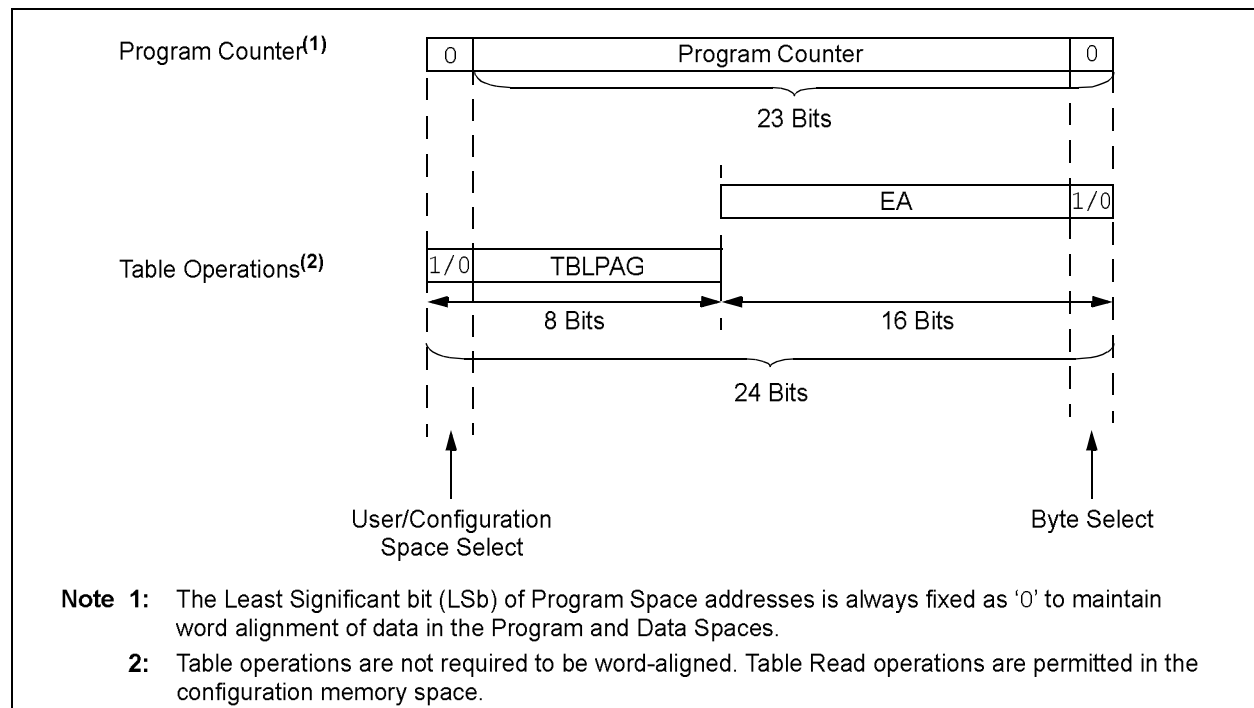 Program Counter(1)
0
Program Counter
0
23 Bits
EA
1/0
Table Operations(2)
1/0
TBLPAG
8 Bits
16 Bits
24 Bits
User/Configuration
Space Select
Byte Select
Note 1: The Least Significant bit (LSb) of Program Space addresses is always fixed as ‘0’ to maintain
word alignment of data in the Program and Data Spaces.
2: Table operations are not required to be word-aligned. Table Read operations are permitted in the
configuration memory space.